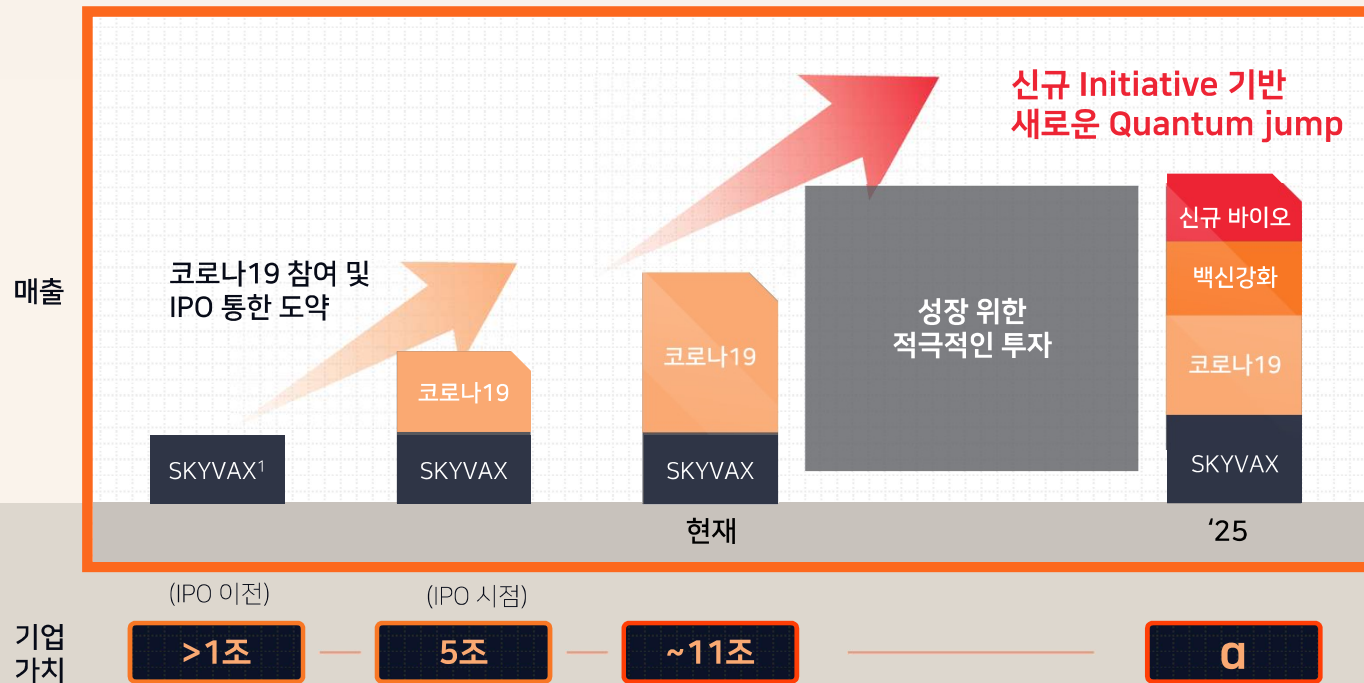 신규 Initiative 기반
새로운 Quantum jump
코로나19 참여 및
IPO 통한 도약
매출
성장 위한
적극적인 투자
SKYVAX¹
코로나19
SKYVAX
코로나19
SKYVAX
신규 바이오
백신강화
코로나19
SKYVAX
현재
‘25
(IPO 이전)
(IPO 시점)
기업
가치
>1조
5조
~11조
α